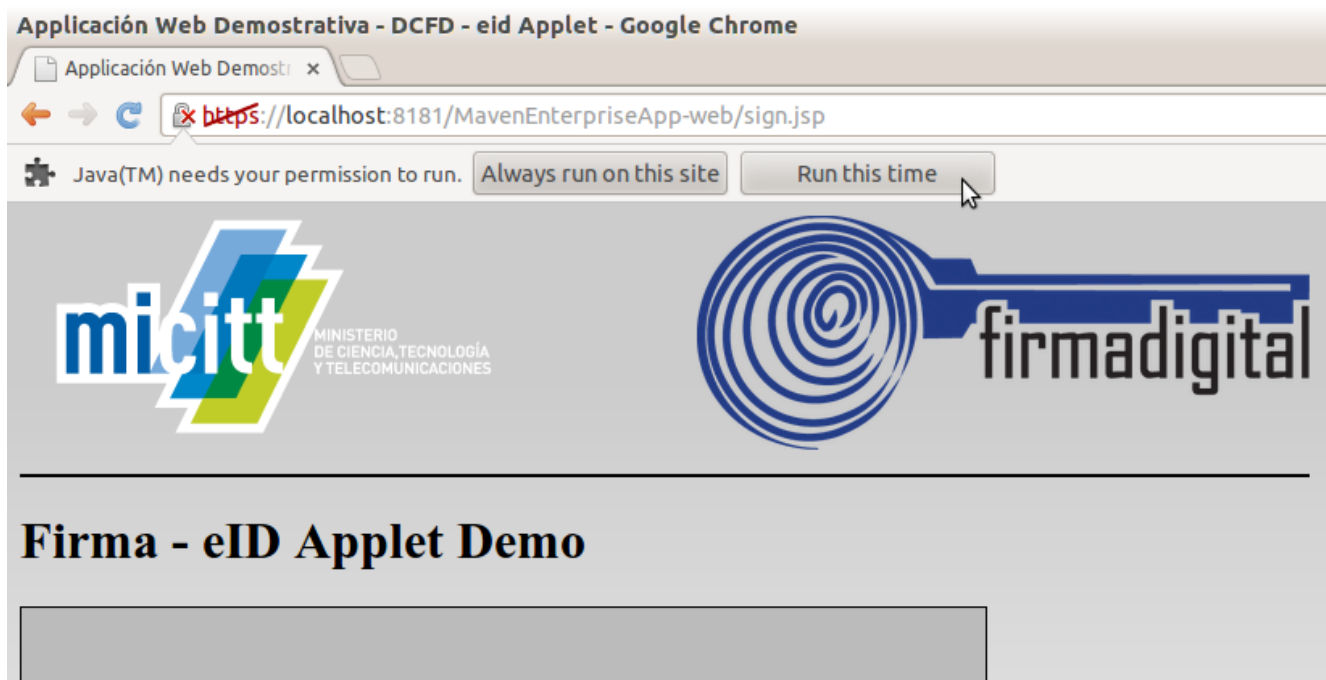 Applicación Web Demostrativa - DCFD - eid Applet - Google Chrome
Applicación Web Demostr
https://localhost:8181/MavenEnterpriseApp-web/sign.jsp
Java(TM) needs your permission to run. Always run on this site Run this time
micitt
MINISTERIO
DE CIENCIA,TECNOLOGÍA
Y TELECOMUNICACIONES
firmadigital
Firma - eID Applet Demo